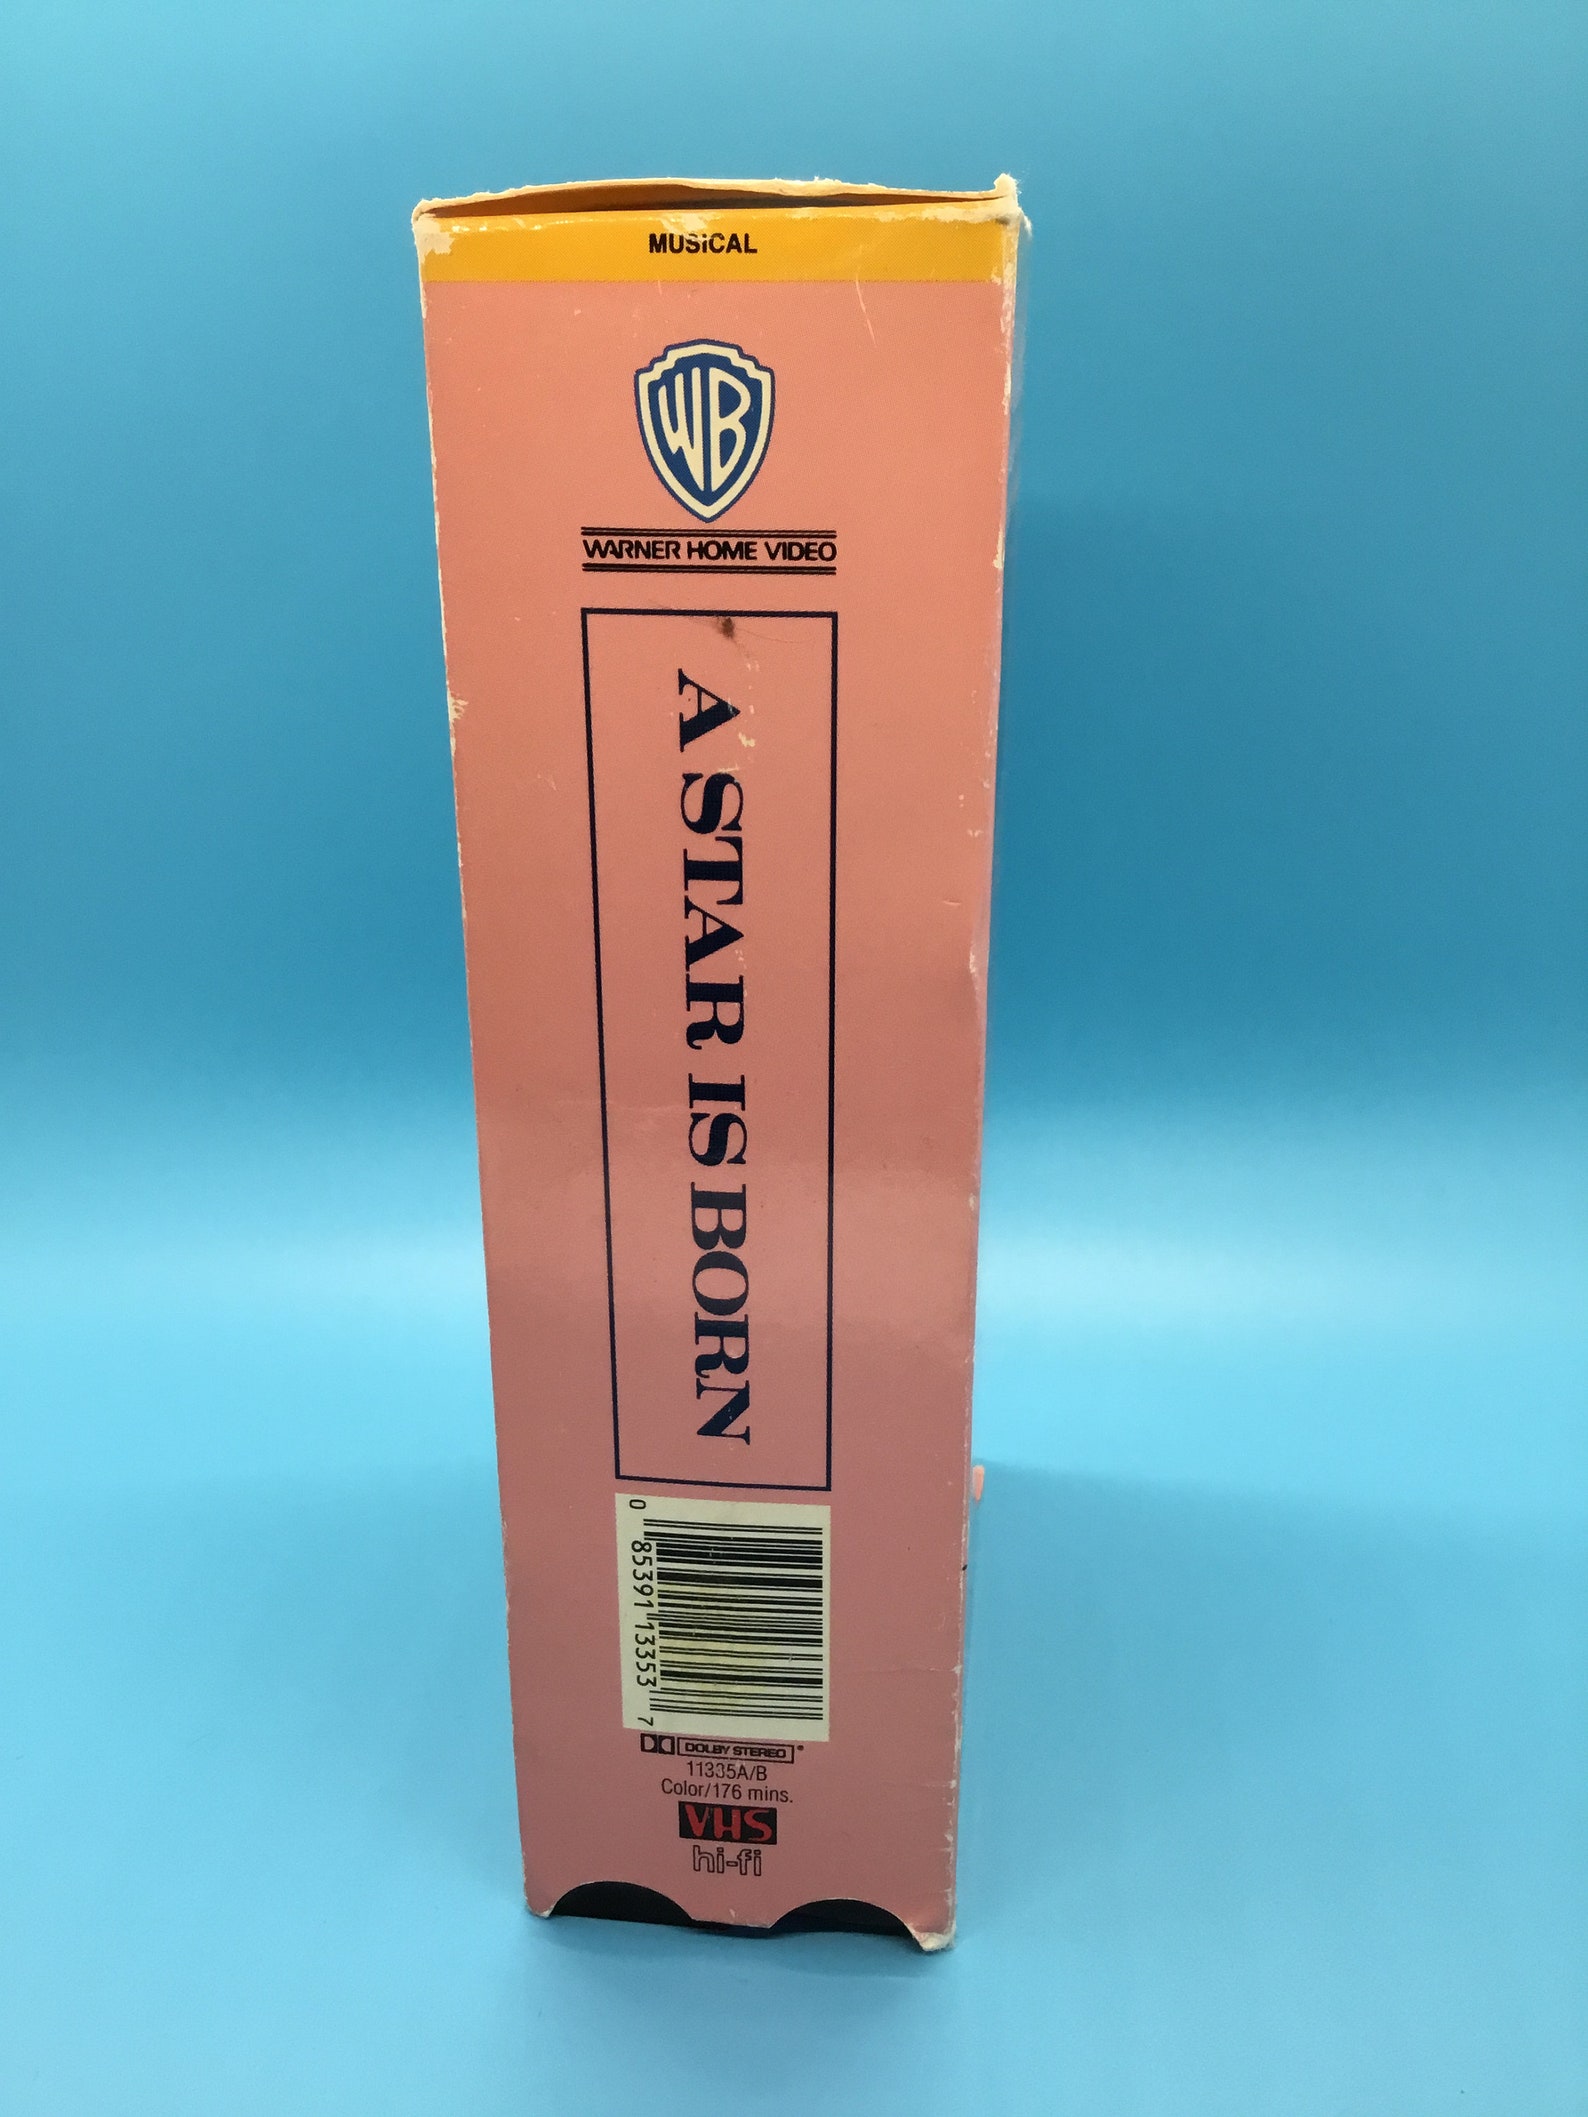 MUSICAL
WB
WARNER HOME VIDEO
A STAR IS BORN
0 85391 13353 7
DOLBY STEREO
11335A/B
Color/176 mins.
VHS
hi-fi